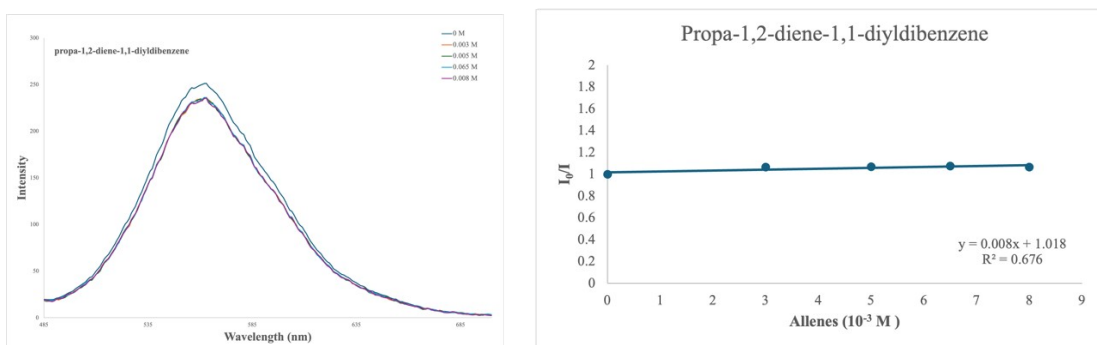 300
propa-1,2-diene-1,1-diyldibenzene
0 M
0.003 M
0.005 M
0.065 M
0.008 M
250
200
150
100
50
0
Intensity
485 535 585 635 685
Wavelength (nm)
Propa-1,2-diene-1,1-diyldibenzene
2
1.8
1.6
1.4
1.2
1
0.8
0.6
0.4
0.2
0
I₀/I
y = 0.008x + 1.018
R² = 0.676
0 1 2 3 4 5 6 7 8 9
Allenes (10⁻³ M )